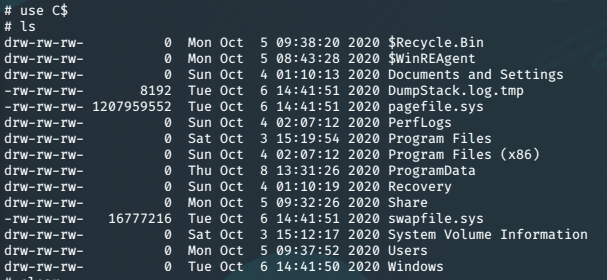 # use C$
# ls
drw-rw-rw-          0  Mon Oct  5 09:38:20 2020 $Recycle.Bin
drw-rw-rw-          0  Mon Oct  5 08:43:28 2020 $WinREAgent
drw-rw-rw-          0  Sun Oct  4 01:10:13 2020 Documents and Settings
-rw-rw-rw-       8192  Tue Oct  6 14:41:51 2020 DumpStack.log.tmp
-rw-rw-rw- 1207959552  Tue Oct  6 14:41:51 2020 pagefile.sys
drw-rw-rw-          0  Sun Oct  4 02:07:12 2020 PerfLogs
drw-rw-rw-          0  Sat Oct  3 15:19:54 2020 Program Files
drw-rw-rw-          0  Sun Oct  4 02:07:12 2020 Program Files (x86)
drw-rw-rw-          0  Thu Oct  8 13:31:26 2020 ProgramData
drw-rw-rw-          0  Sun Oct  4 01:10:19 2020 Recovery
drw-rw-rw-          0  Mon Oct  5 09:32:26 2020 Share
-rw-rw-rw-   16777216  Tue Oct  6 14:41:51 2020 swapfile.sys
drw-rw-rw-          0  Sat Oct  3 15:12:17 2020 System Volume Information
drw-rw-rw-          0  Mon Oct  5 09:37:52 2020 Users
drw-rw-rw-          0  Tue Oct  6 14:41:50 2020 Windows